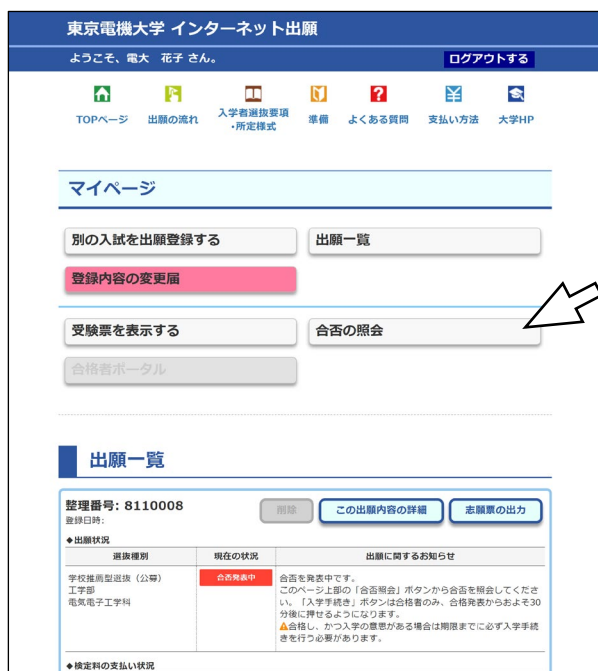 東京電機大学 インターネット出願
ようこそ、電大 花子 さん。
ログアウトする
TOPページ
出願の流れ
入学者選抜要項
・所定様式
準備
よくある質問
支払い方法
大学HP
マイページ
別の入試を出願登録する
出願一覧
登録内容の変更届
受験票を表示する
合否の照会
合格者ポータル
出願一覧
整理番号: 8110008
登録日時:
削除
この出願内容の詳細
志願票の出力
◆出願状況
選抜種別
現在の状況
出願に関するお知らせ
学校推薦型選抜（公募）
工学部
電気電子工学科
合否発表中
合否を発表中です。
このページ上部の「合否照会」ボタンから合否を照会してくださ
い。「入学手続き」ボタンは合格者のみ、合格発表からおよそ30
分後に押せるようになります。
⚠合格し、かつ入学の意思がある場合は期限までに必ず入学手続
きを行う必要があります。
◆検定料の支払い状況